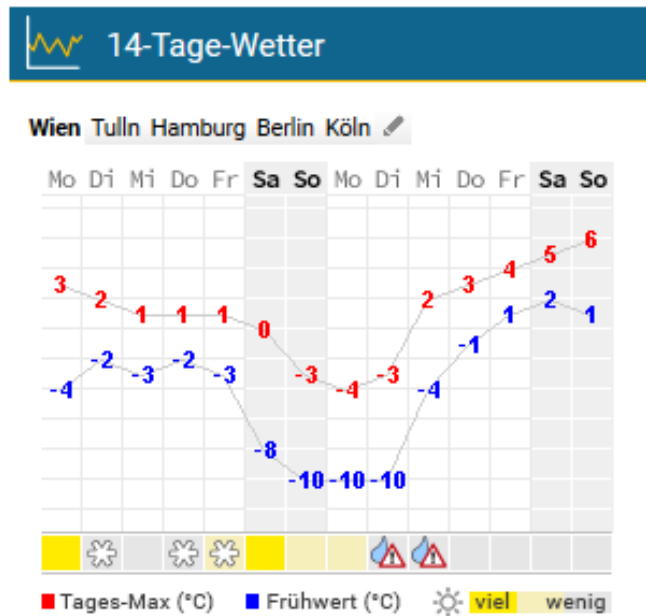 14-Tage-Wetter
Wien Tulln Hamburg Berlin Köln
Mo Di Mi Do Fr Sa So Mo Di Mi Do Fr Sa So
3 2 1 1 1 0 -3 -4 -3 2 3 4 5 6
-4 -2 -3 -2 -3 -8 -10 -10 -10 -4 -1 1 2 1
Tages-Max (°C) Frühwert (°C) viel wenig